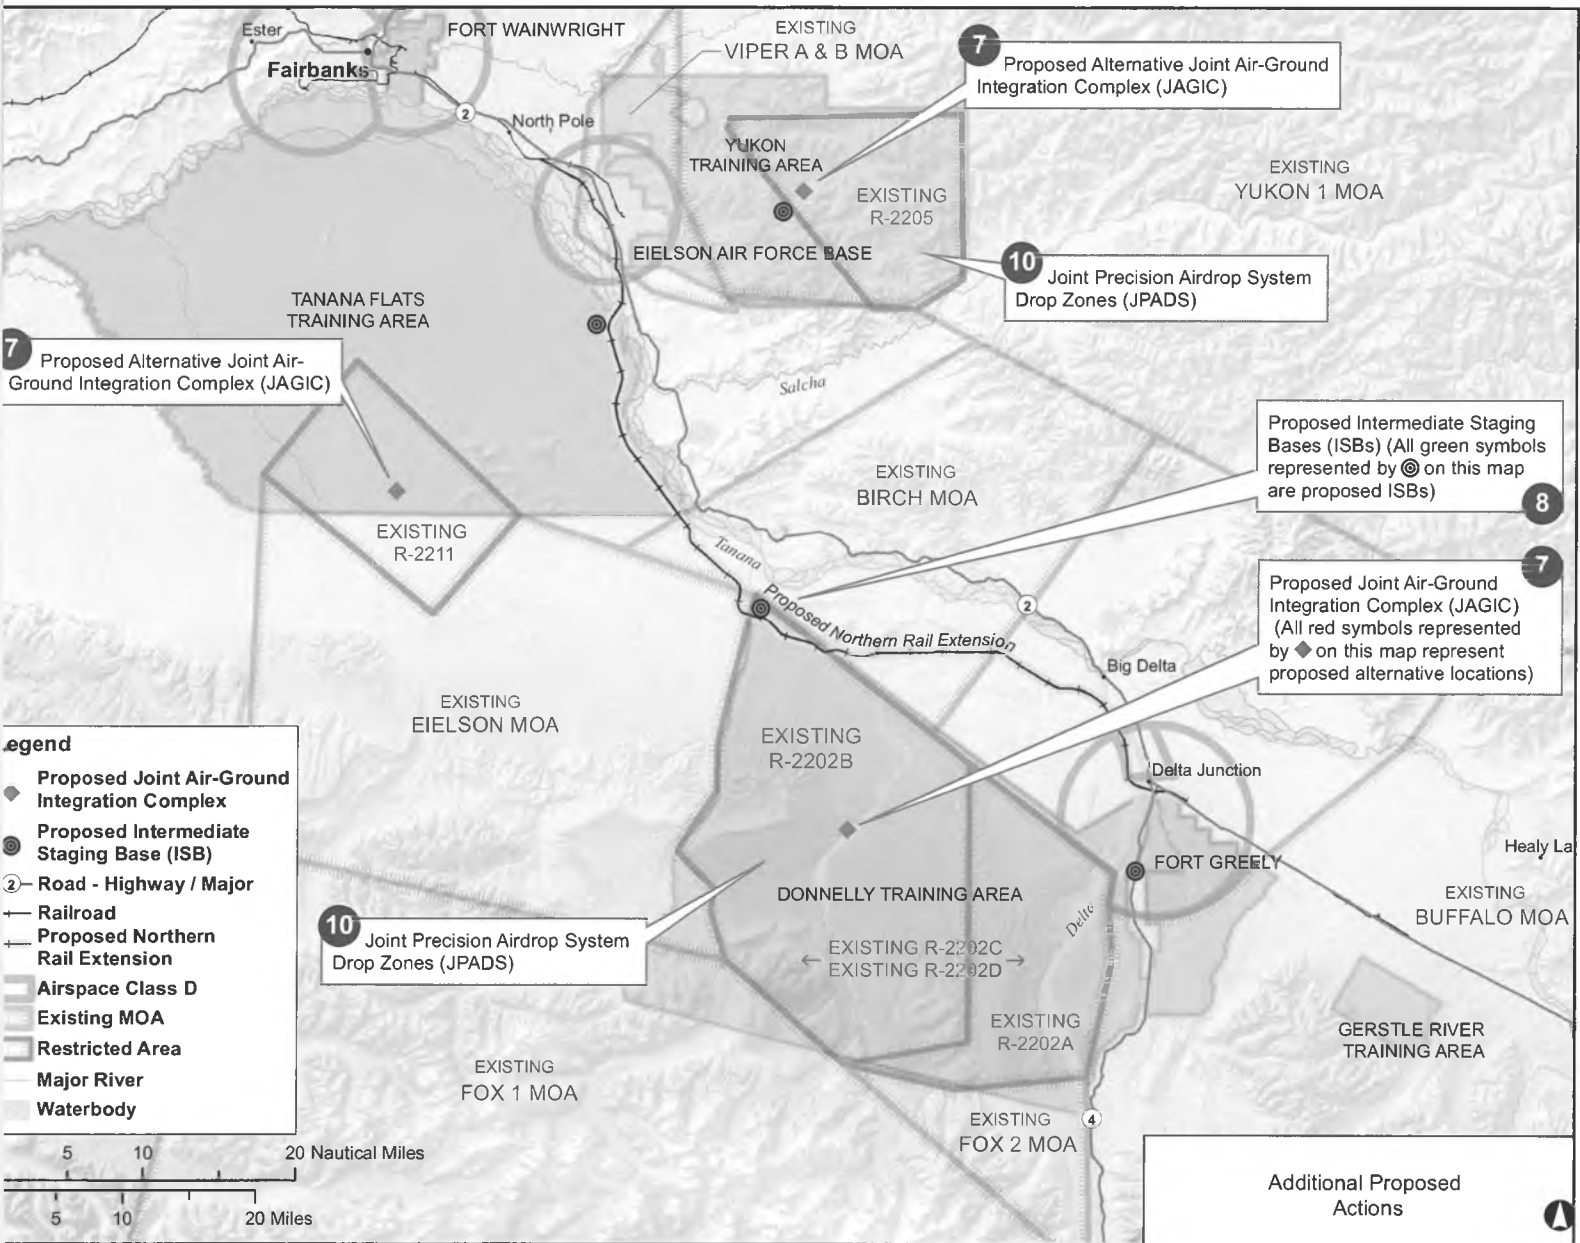 Ester
FORT WAINWRIGHT
Fairbanks
EXISTING
VIPER A & B MOA
7
Proposed Alternative Joint Air-Ground
Integration Complex (JAGIC)
2
North Pole
YUKON
TRAINING AREA
EXISTING
R-2205
EXISTING
YUKON 1 MOA
EIELSON AIR FORCE BASE
10
Joint Precision Airdrop System
Drop Zones (JPADS)
TANANA FLATS
TRAINING AREA
7
Proposed Alternative Joint Air-
Ground Integration Complex (JAGIC)
Salcha
Proposed Intermediate Staging
Bases (ISBs) (All green symbols
represented by on this map
are proposed ISBs)
8
EXISTING
BIRCH MOA
EXISTING
R-2211
Tanana
7
Proposed Joint Air-Ground
Integration Complex (JAGIC)
(All red symbols represented
by on this map represent
proposed alternative locations)
2
Proposed Northern Rail Extension
Big Delta
EXISTING
EIELSON MOA
EXISTING
R-2202B
Delta Junction
Healy La
FORT GREELY
EXISTING
BUFFALO MOA
DONNELLY TRAINING AREA
Delta
10
Joint Precision Airdrop System
Drop Zones (JPADS)
← EXISTING R-2202C
EXISTING R-2202D →
EXISTING
R-2202A
GERSTLE RIVER
TRAINING AREA
EXISTING
FOX 1 MOA
EXISTING
FOX 2 MOA
4
egend
Proposed Joint Air-Ground
Integration Complex
Proposed Intermediate
Staging Base (ISB)
2 Road - Highway / Major
Railroad
Proposed Northern
Rail Extension
Airspace Class D
Existing MOA
Restricted Area
Major River
Waterbody
5 10 20 Nautical Miles
5 10 20 Miles
Additional Proposed
Actions